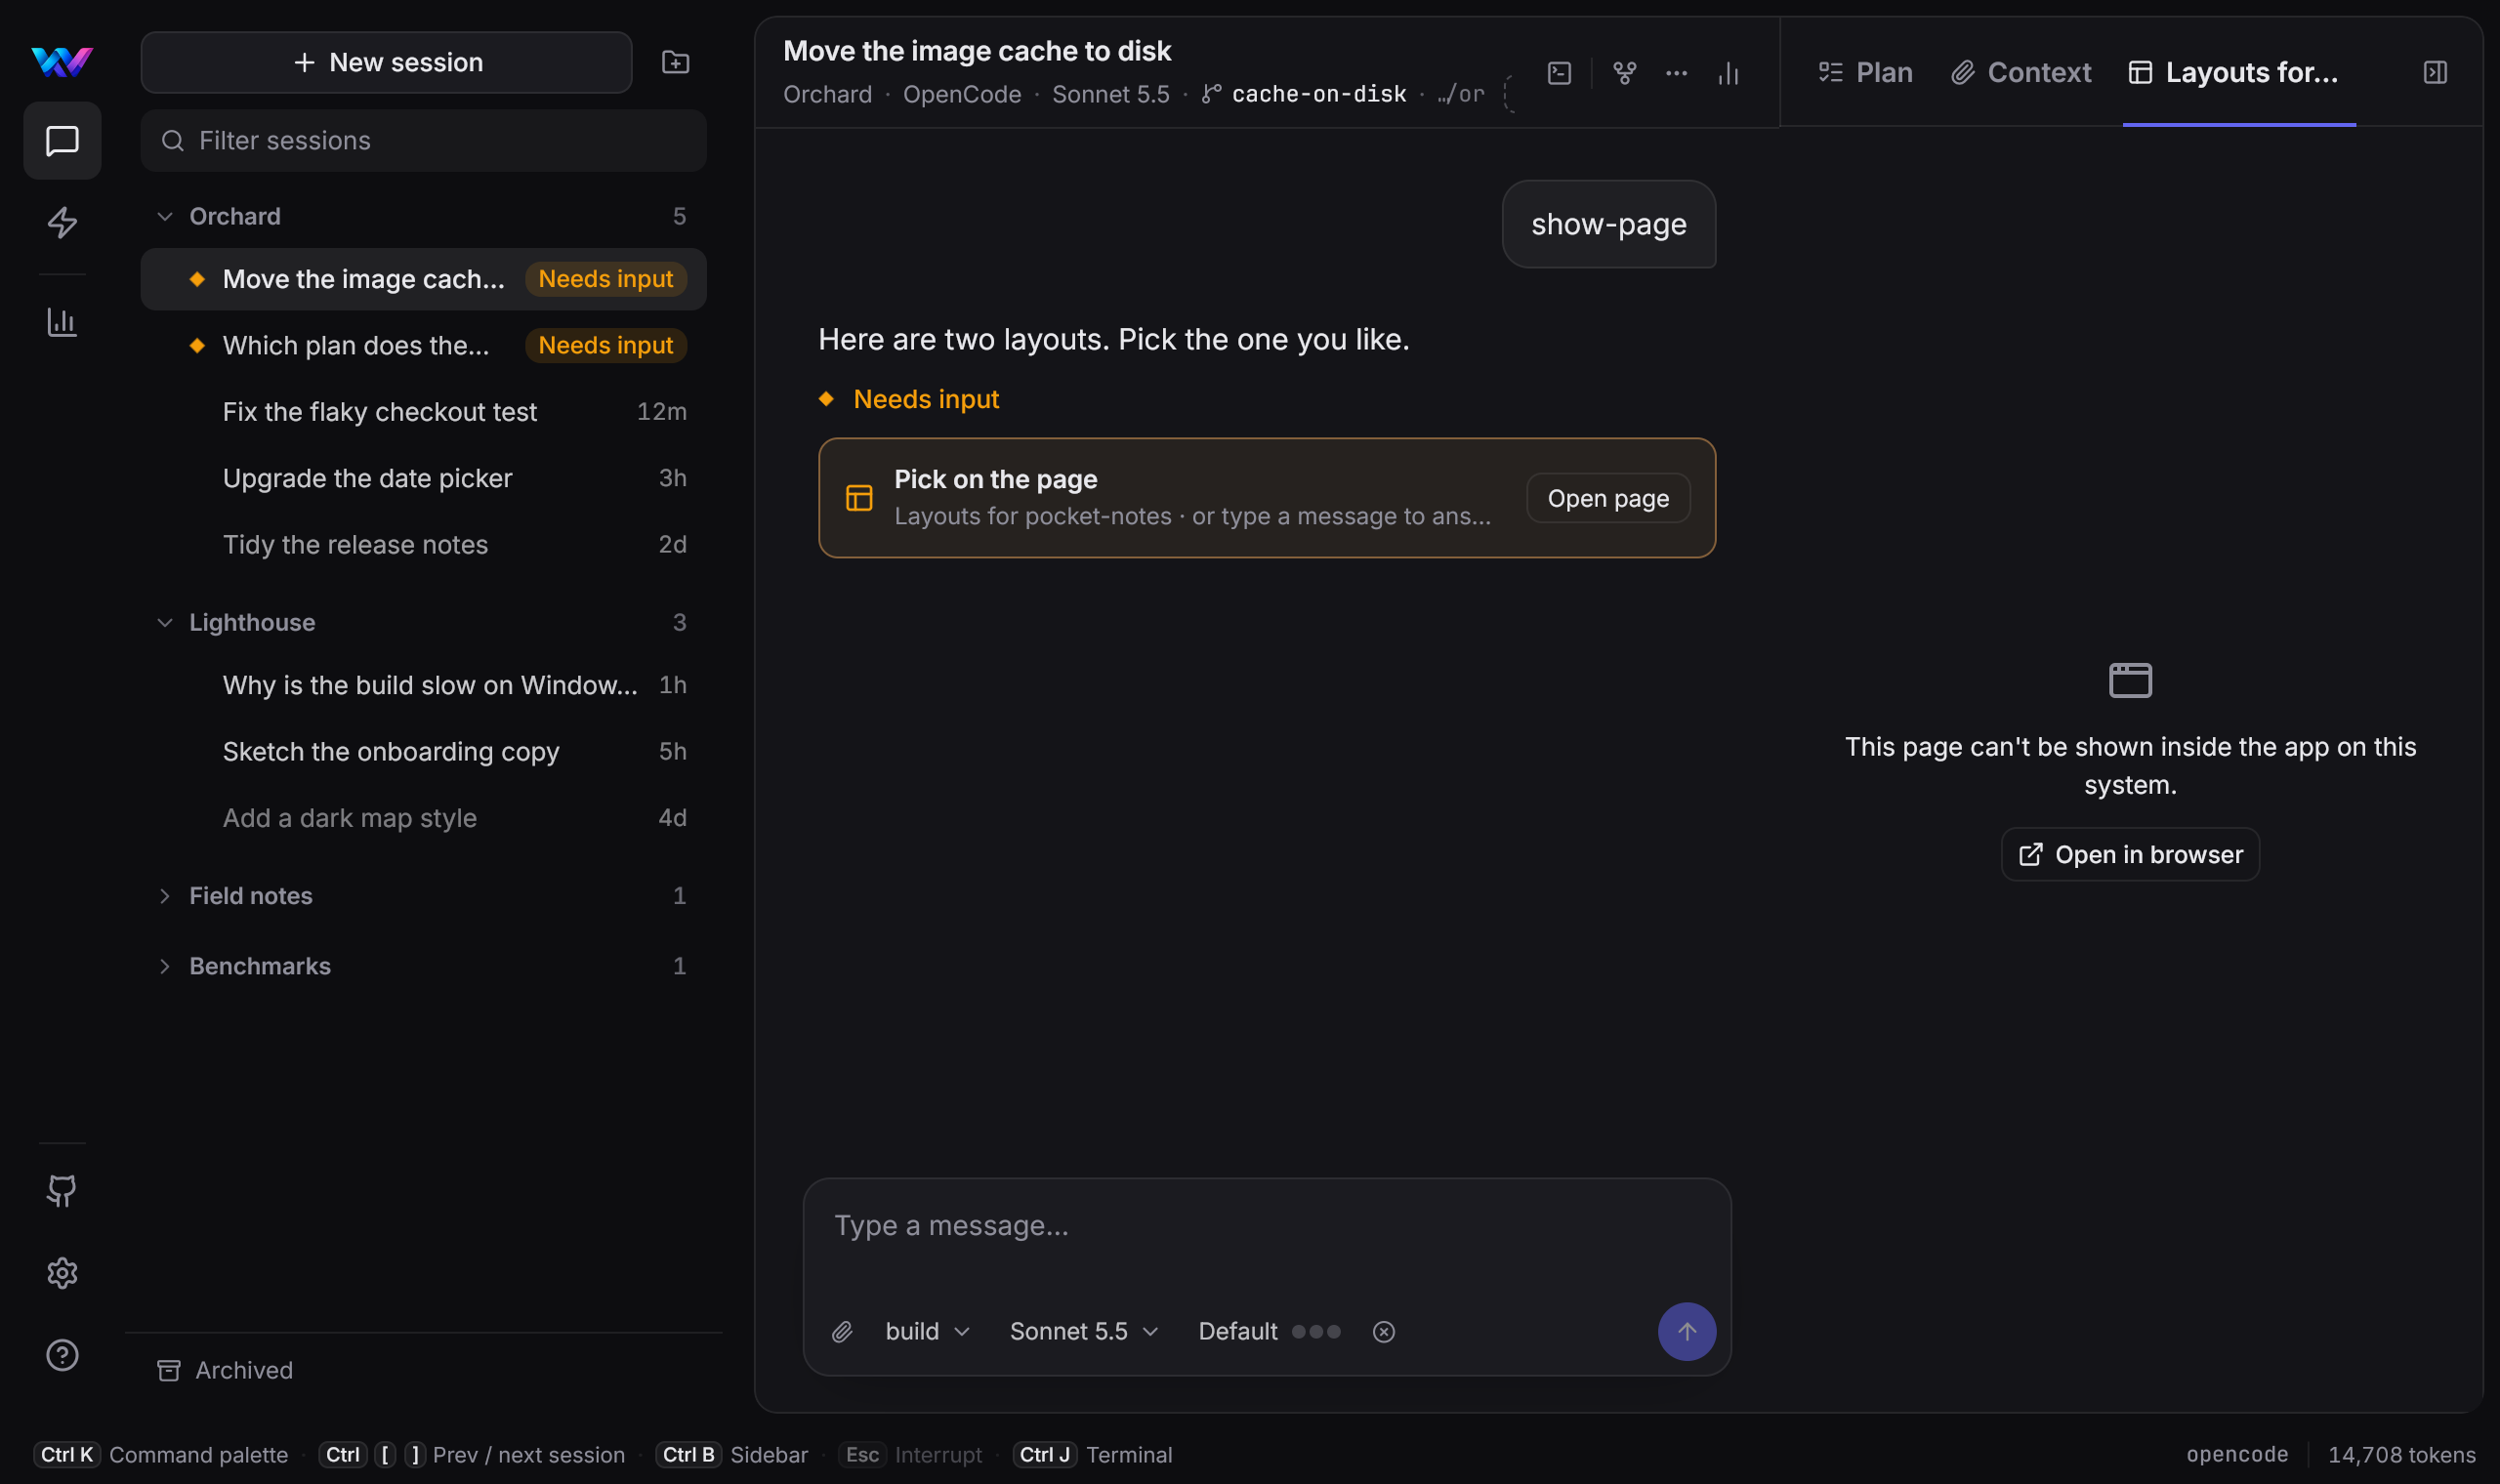 New session
Filter sessions
Orchard 5
Move the image cach... Needs input
Which plan does the... Needs input
Fix the flaky checkout test 12m
Upgrade the date picker 3h
Tidy the release notes 2d
Lighthouse 3
Why is the build slow on Window... 1h
Sketch the onboarding copy 5h
Add a dark map style 4d
Field notes 1
Benchmarks 1
Archived
Move the image cache to disk
Orchard · OpenCode · Sonnet 5.5 · cache-on-disk · …/or
Plan Context Layouts for...
show-page
Here are two layouts. Pick the one you like.
Needs input
Pick on the page
Layouts for pocket-notes · or type a message to ans...
Open page
This page can't be shown inside the app on this
system.
Open in browser
Type a message...
build Sonnet 5.5 Default
Ctrl K Command palette · Ctrl [ ] Prev / next session · Ctrl B Sidebar · Esc Interrupt · Ctrl J Terminal
opencode 14,708 tokens